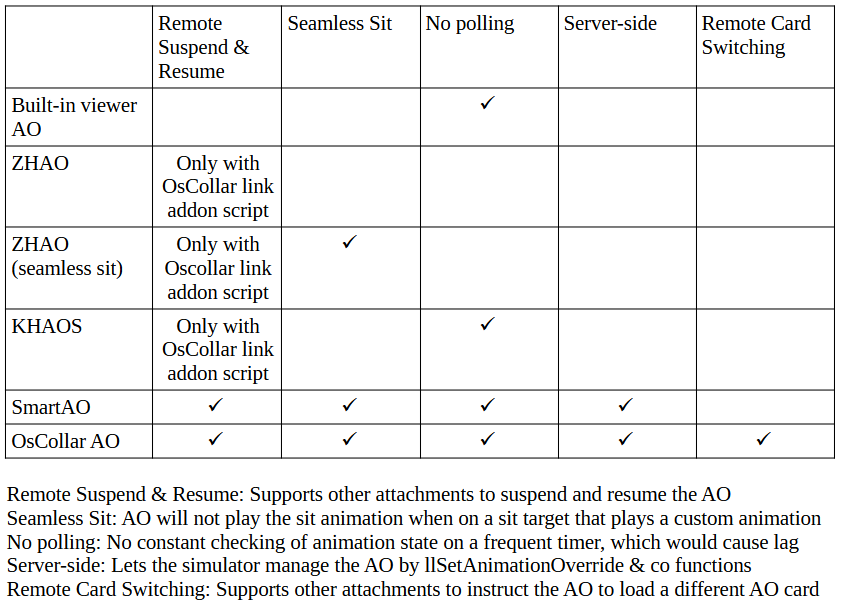 Remote Suspend & Resume Seamless Sit No polling Server-side Remote Card Switching
Built-in viewer AO ✓
ZHAO Only with OsCollar link addon script
ZHAO (seamless sit) Only with Oscollar link addon script ✓
KHAOS Only with OsCollar link addon script ✓
SmartAO ✓ ✓ ✓ ✓
OsCollar AO ✓ ✓ ✓ ✓ ✓
Remote Suspend & Resume: Supports other attachments to suspend and resume the AO
Seamless Sit: AO will not play the sit animation when on a sit target that plays a custom animation
No polling: No constant checking of animation state on a frequent timer, which would cause lag
Server-side: Lets the simulator manage the AO by llSetAnimationOverride & co functions
Remote Card Switching: Supports other attachments to instruct the AO to load a different AO card